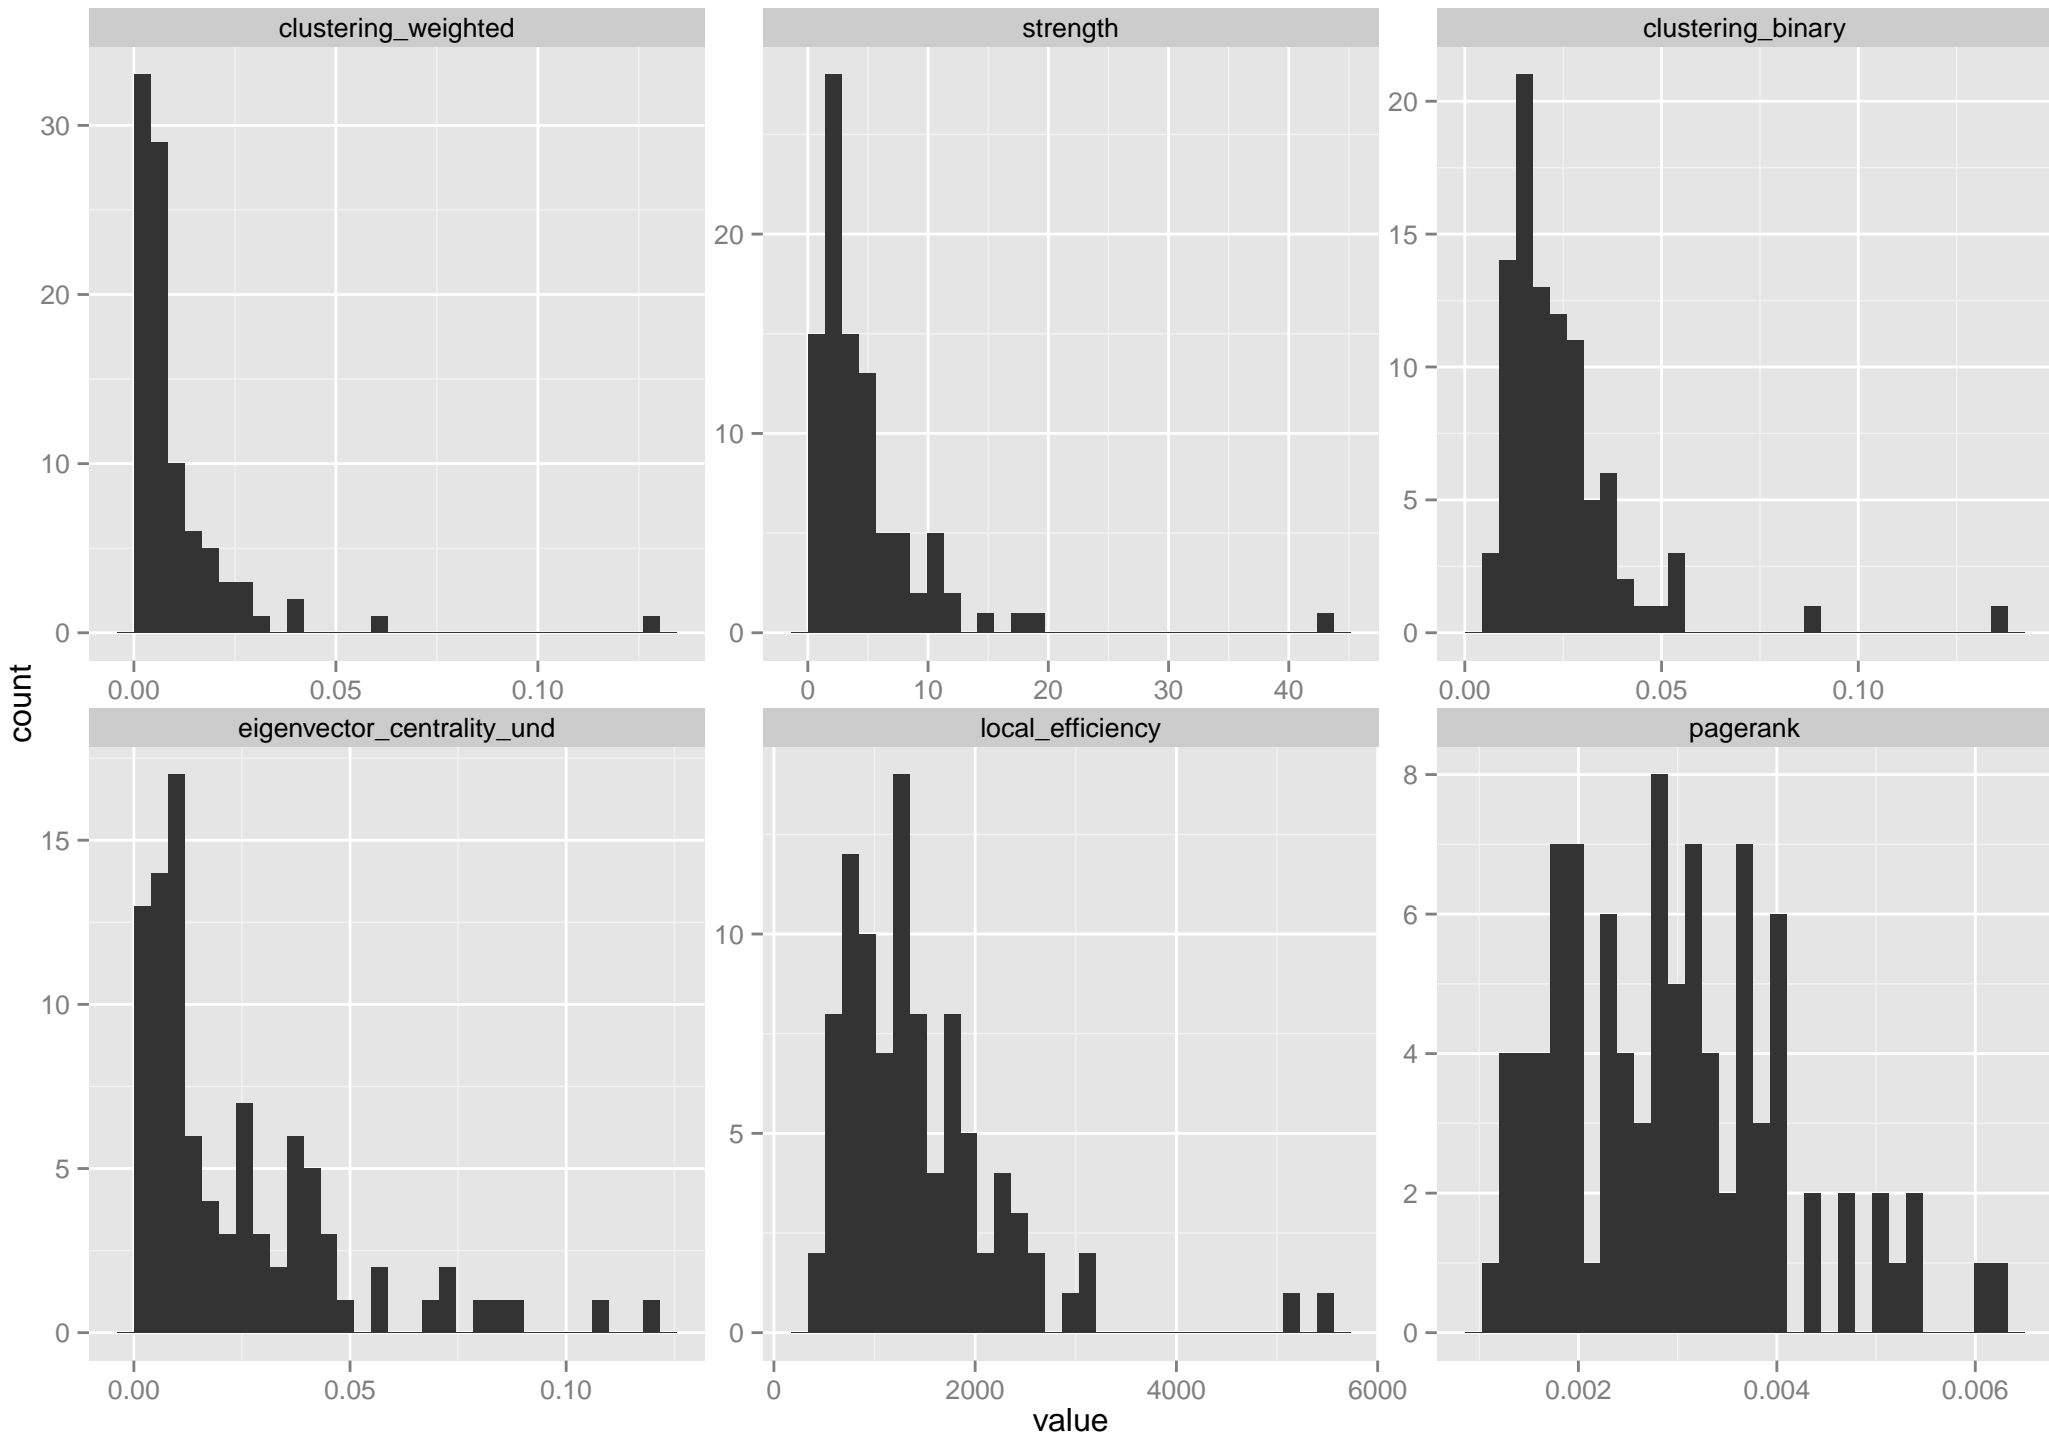 clustering_weighted
strength
clustering_binary
30
20
10
0
0.00 0.05 0.10
20
10
0
0 10 20 30 40
20
15
10
5
0
0.00 0.05 0.10
eigenvector_centrality_und
local_efficiency
pagerank
15
10
5
0
0.00 0.05 0.10
10
5
0
0 2000 4000 6000
8
6
4
2
0
0.002 0.004 0.006
count
value